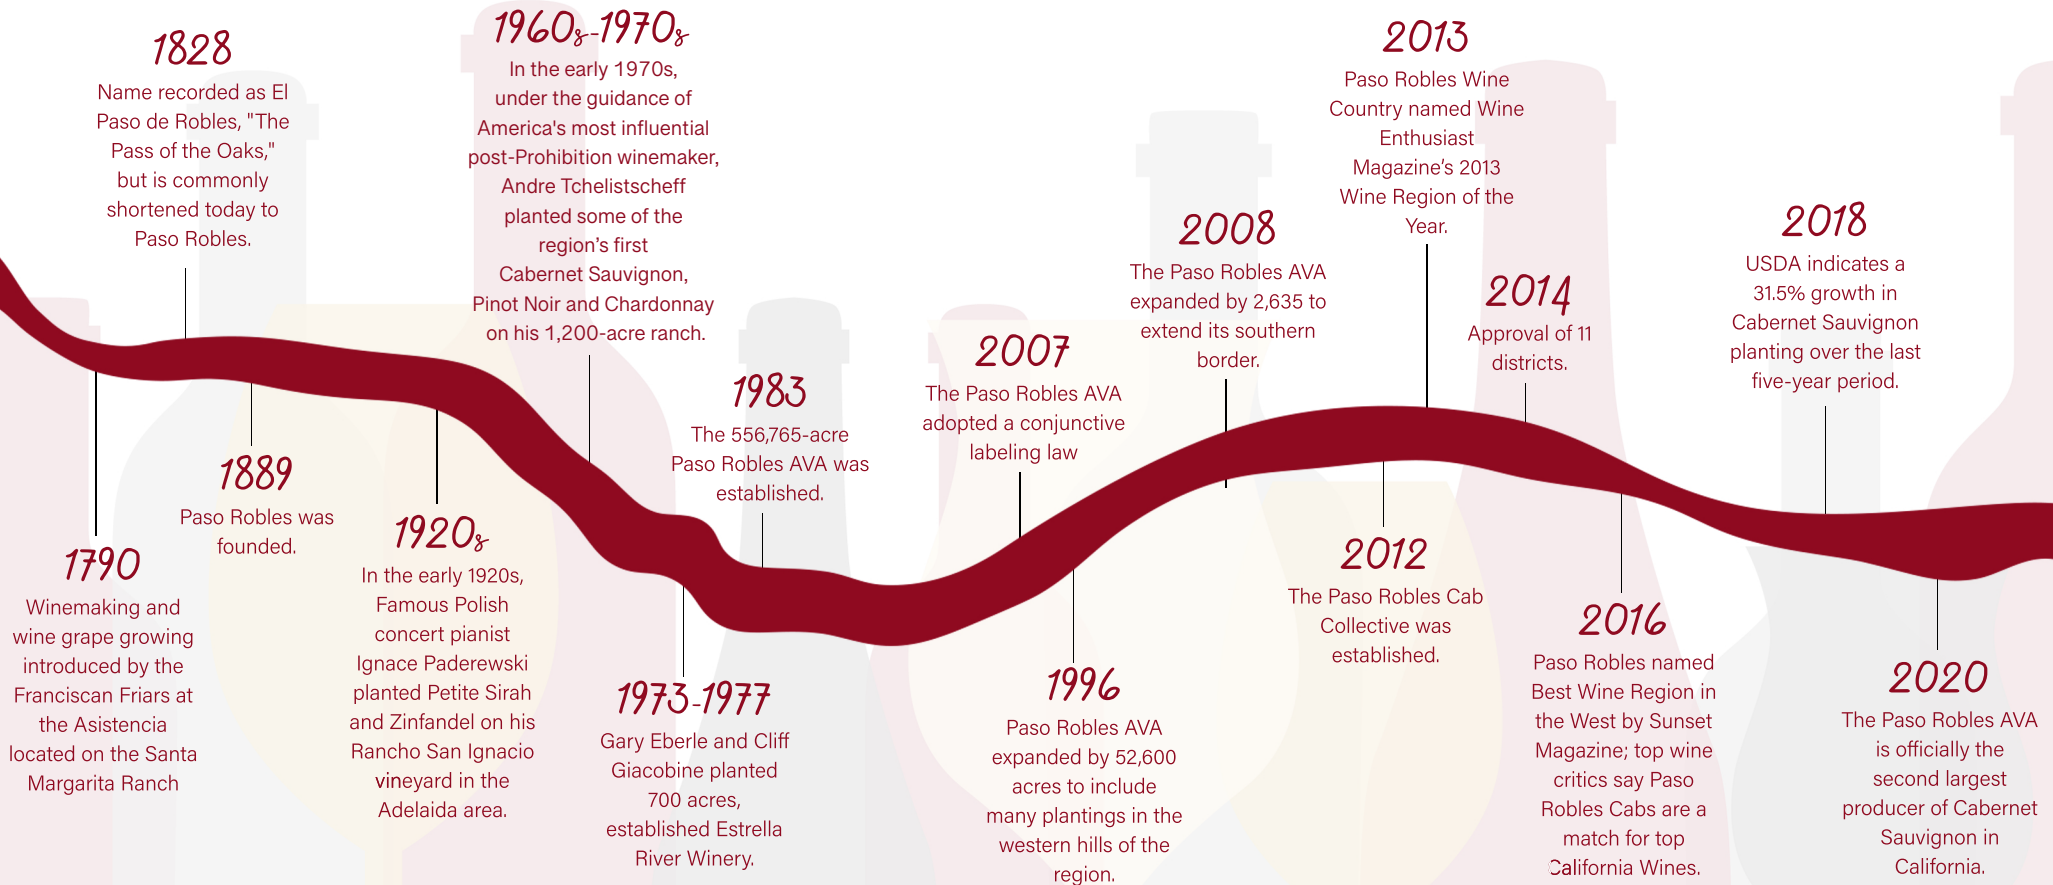 1828
Name recorded as El
Paso de Robles, "The
Pass of the Oaks,"
but is commonly
shortened today to
Paso Robles.
1960s-1970s
In the early 1970s,
under the guidance of
America's most influential
post-Prohibition winemaker,
Andre Tchelistscheff
planted some of the
region's first
Cabernet Sauvignon,
Pinot Noir and Chardonnay
on his 1,200-acre ranch.
1983
The 556,765-acre
Paso Robles AVA was
established.
2007
The Paso Robles AVA
adopted a conjunctive
labeling law
2008
The Paso Robles AVA
expanded by 2,635 to
extend its southern
border.
2013
Paso Robles Wine
Country named Wine
Enthusiast
Magazine's 2013
Wine Region of the
Year.
2014
Approval of 11
districts.
2018
USDA indicates a
31.5% growth in
Cabernet Sauvignon
planting over the last
five-year period.
1790
Winemaking and
wine grape growing
introduced by the
Franciscan Friars at
the Asistencia
located on the Santa
Margarita Ranch
1889
Paso Robles was
founded.
1920s
In the early 1920s,
Famous Polish
concert pianist
Ignace Paderewski
planted Petite Sirah
and Zinfandel on his
Rancho San Ignacio
vineyard in the
Adelaida area.
1973-1977
Gary Eberle and Cliff
Giacobine planted
700 acres,
established Estrella
River Winery.
1996
Paso Robles AVA
expanded by 52,600
acres to include
many plantings in the
western hills of the
region.
2012
The Paso Robles Cab
Collective was
established.
2016
Paso Robles named
Best Wine Region in
the West by Sunset
Magazine; top wine
critics say Paso
Robles Cabs are a
match for top
California Wines.
2020
The Paso Robles AVA
is officially the
second largest
producer of Cabernet
Sauvignon in
California.